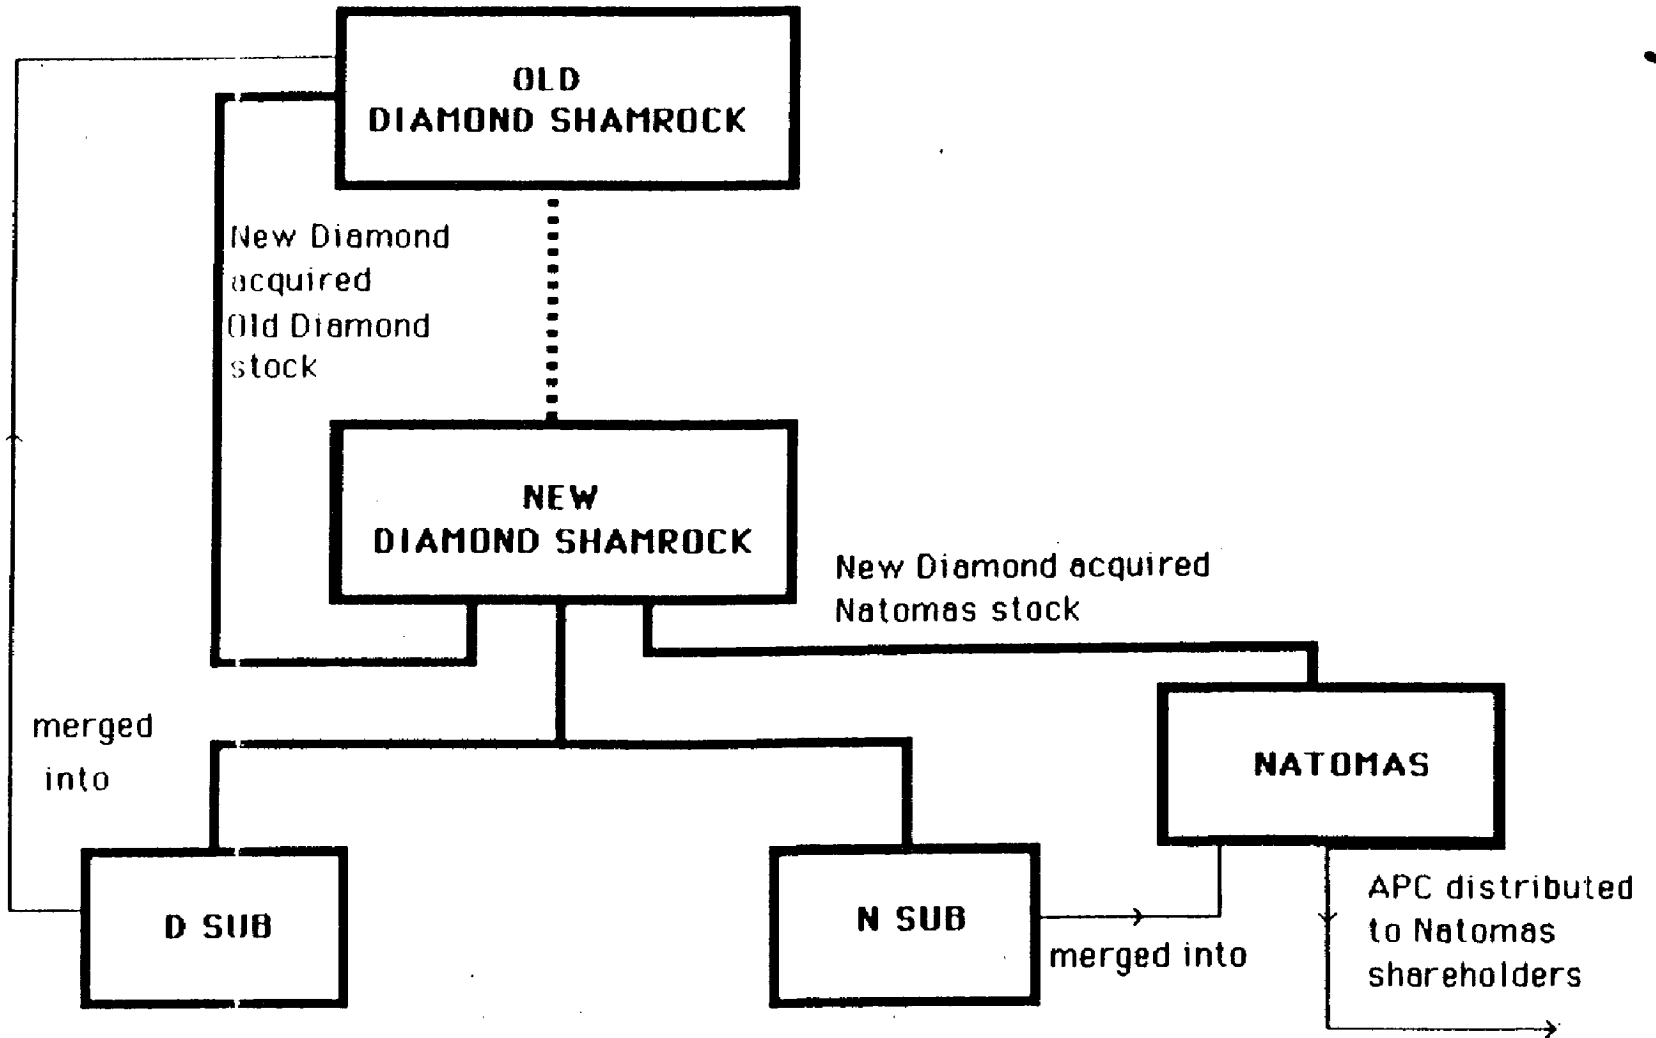 OLD
DIAMOND SHAMROCK
New Diamond
acquired
Old Diamond
stock
NEW
DIAMOND SHAMROCK
New Diamond acquired
Natomas stock
merged
into
NATOMAS
D SUB
N SUB
merged into
APC distributed
to Natomas
shareholders